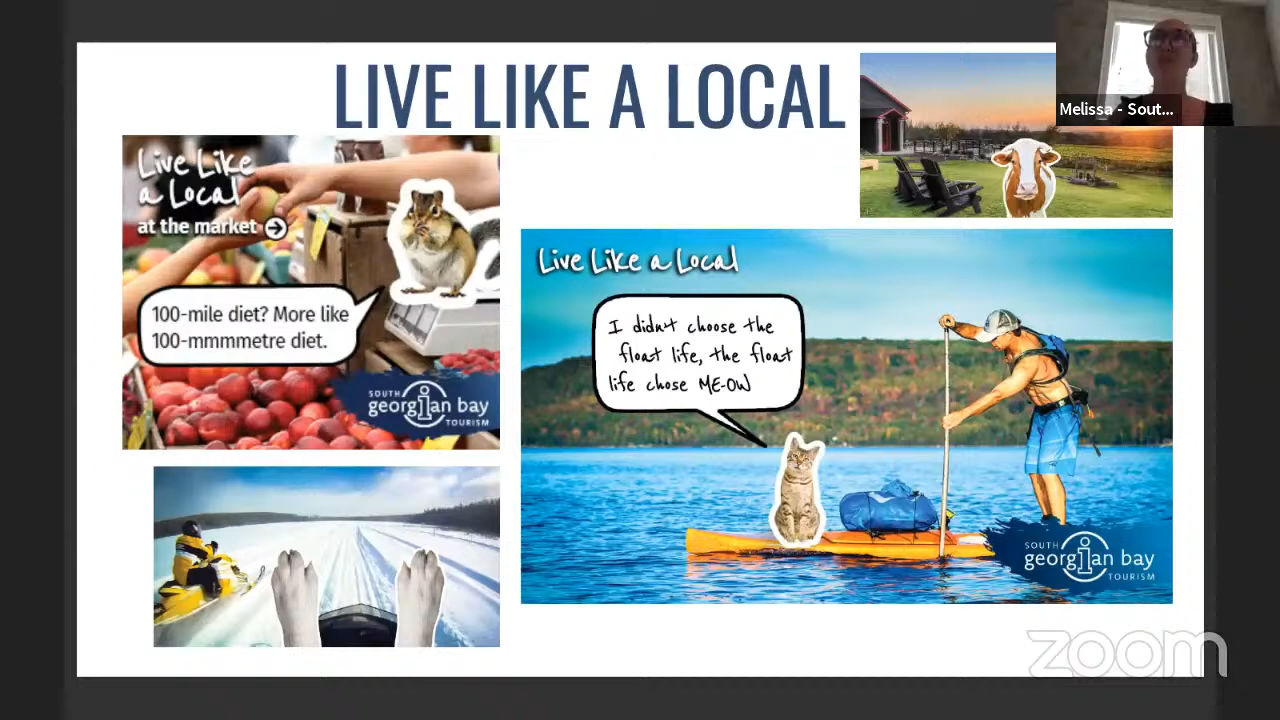 LIVE LIKE A LOCAL
Melissa - Sout...
Live Like
a Local
at the market
100-mile diet? More like
100-mmmmetre diet.
SOUTH
georgian bay
TOURISM
Live Like a Local
I didn't choose the
float life, the float
life chose ME-OW
SOUTH
georgian bay
TOURISM
zoom